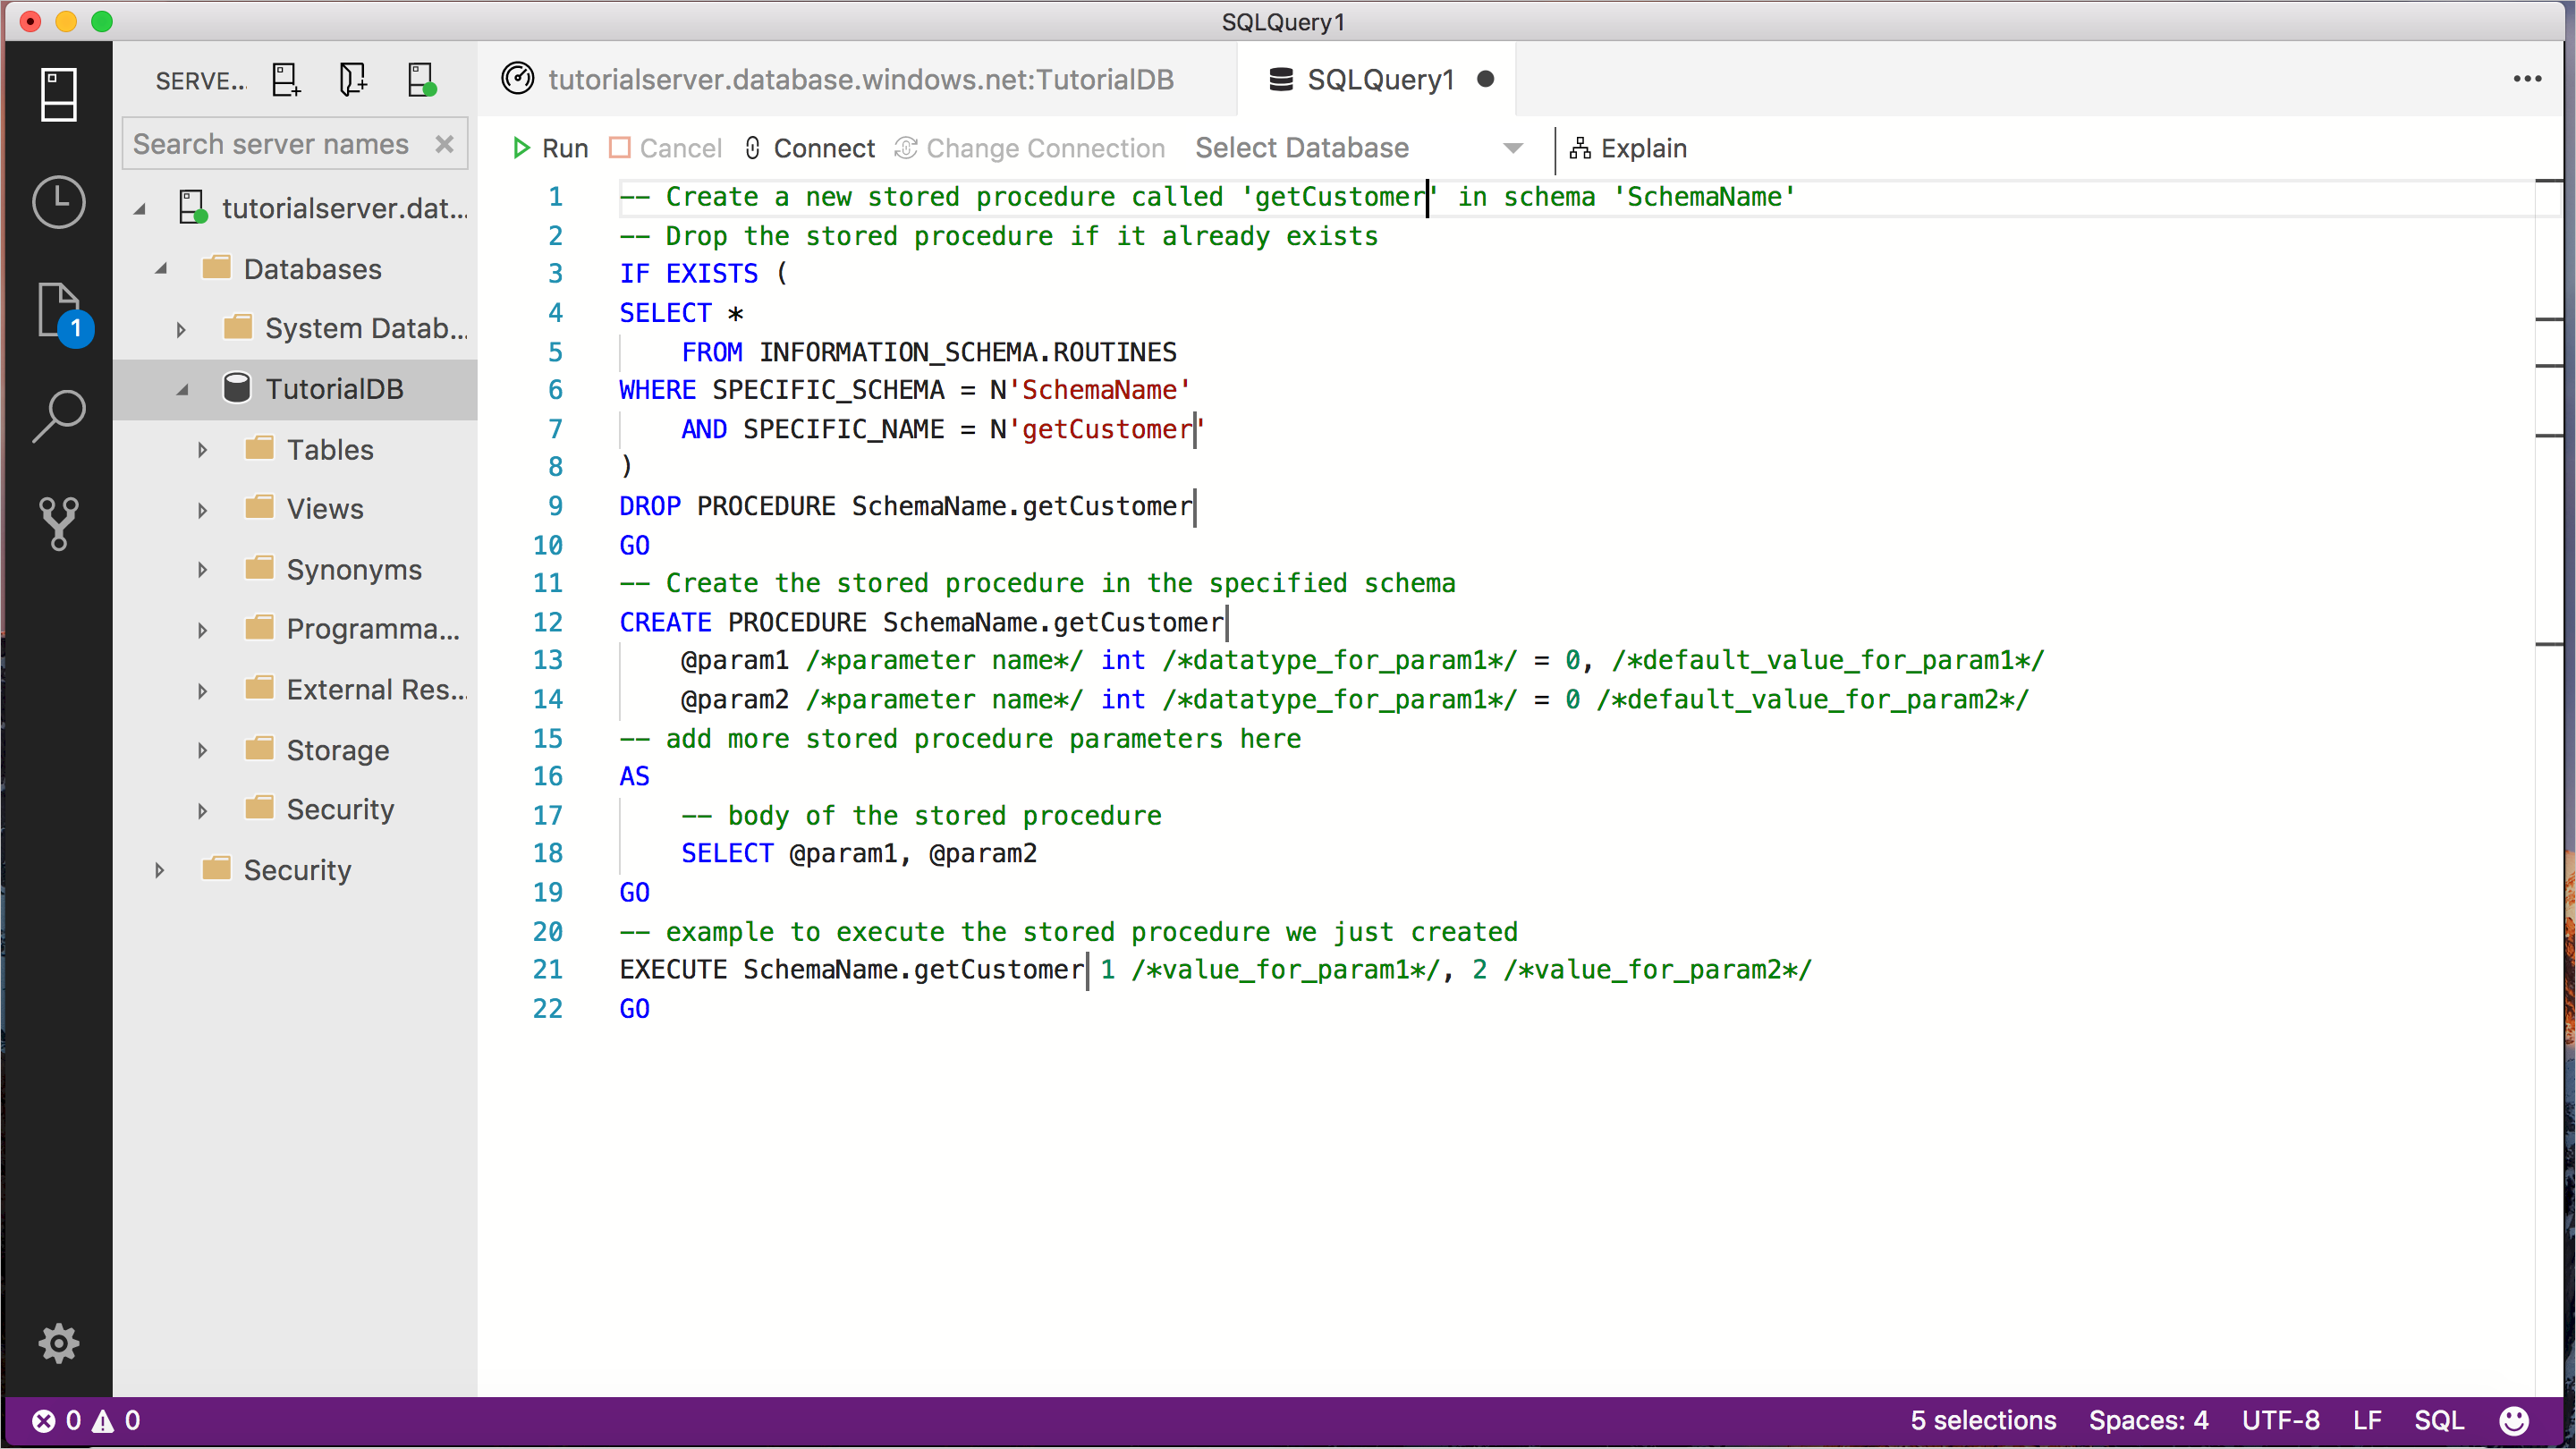 SQLQuery1
SERVE...
tutorialserver.database.windows.net:TutorialDB
SQLQuery1
Search server names
Run Cancel Connect Change Connection Select Database Explain
tutorialserver.dat...
Databases
System Datab...
TutorialDB
Tables
Views
Synonyms
Programma...
External Res...
Storage
Security
Security
1
1 -- Create a new stored procedure called 'getCustomer' in schema 'SchemaName'
2 -- Drop the stored procedure if it already exists
3 IF EXISTS (
4 SELECT *
5     FROM INFORMATION_SCHEMA.ROUTINES
6 WHERE SPECIFIC_SCHEMA = N'SchemaName'
7     AND SPECIFIC_NAME = N'getCustomer'
8 )
9 DROP PROCEDURE SchemaName.getCustomer
10 GO
11 -- Create the stored procedure in the specified schema
12 CREATE PROCEDURE SchemaName.getCustomer
13     @param1 /*parameter name*/ int /*datatype_for_param1*/ = 0, /*default_value_for_param1*/
14     @param2 /*parameter name*/ int /*datatype_for_param1*/ = 0 /*default_value_for_param2*/
15 -- add more stored procedure parameters here
16 AS
17     -- body of the stored procedure
18     SELECT @param1, @param2
19 GO
20 -- example to execute the stored procedure we just created
21 EXECUTE SchemaName.getCustomer 1 /*value_for_param1*/, 2 /*value_for_param2*/
22 GO
0 0
5 selections Spaces: 4 UTF-8 LF SQL